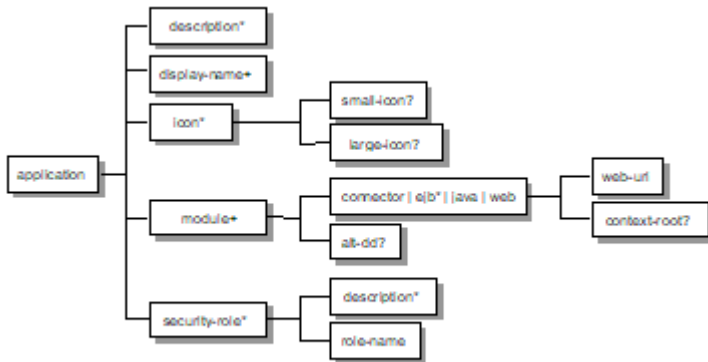 description*
display-name+
icon*
small-icon?
large-icon?
application
module+
connector | ejb* | java | web
web-uri
context-root?
alt-dd?
security-role*
description*
role-name